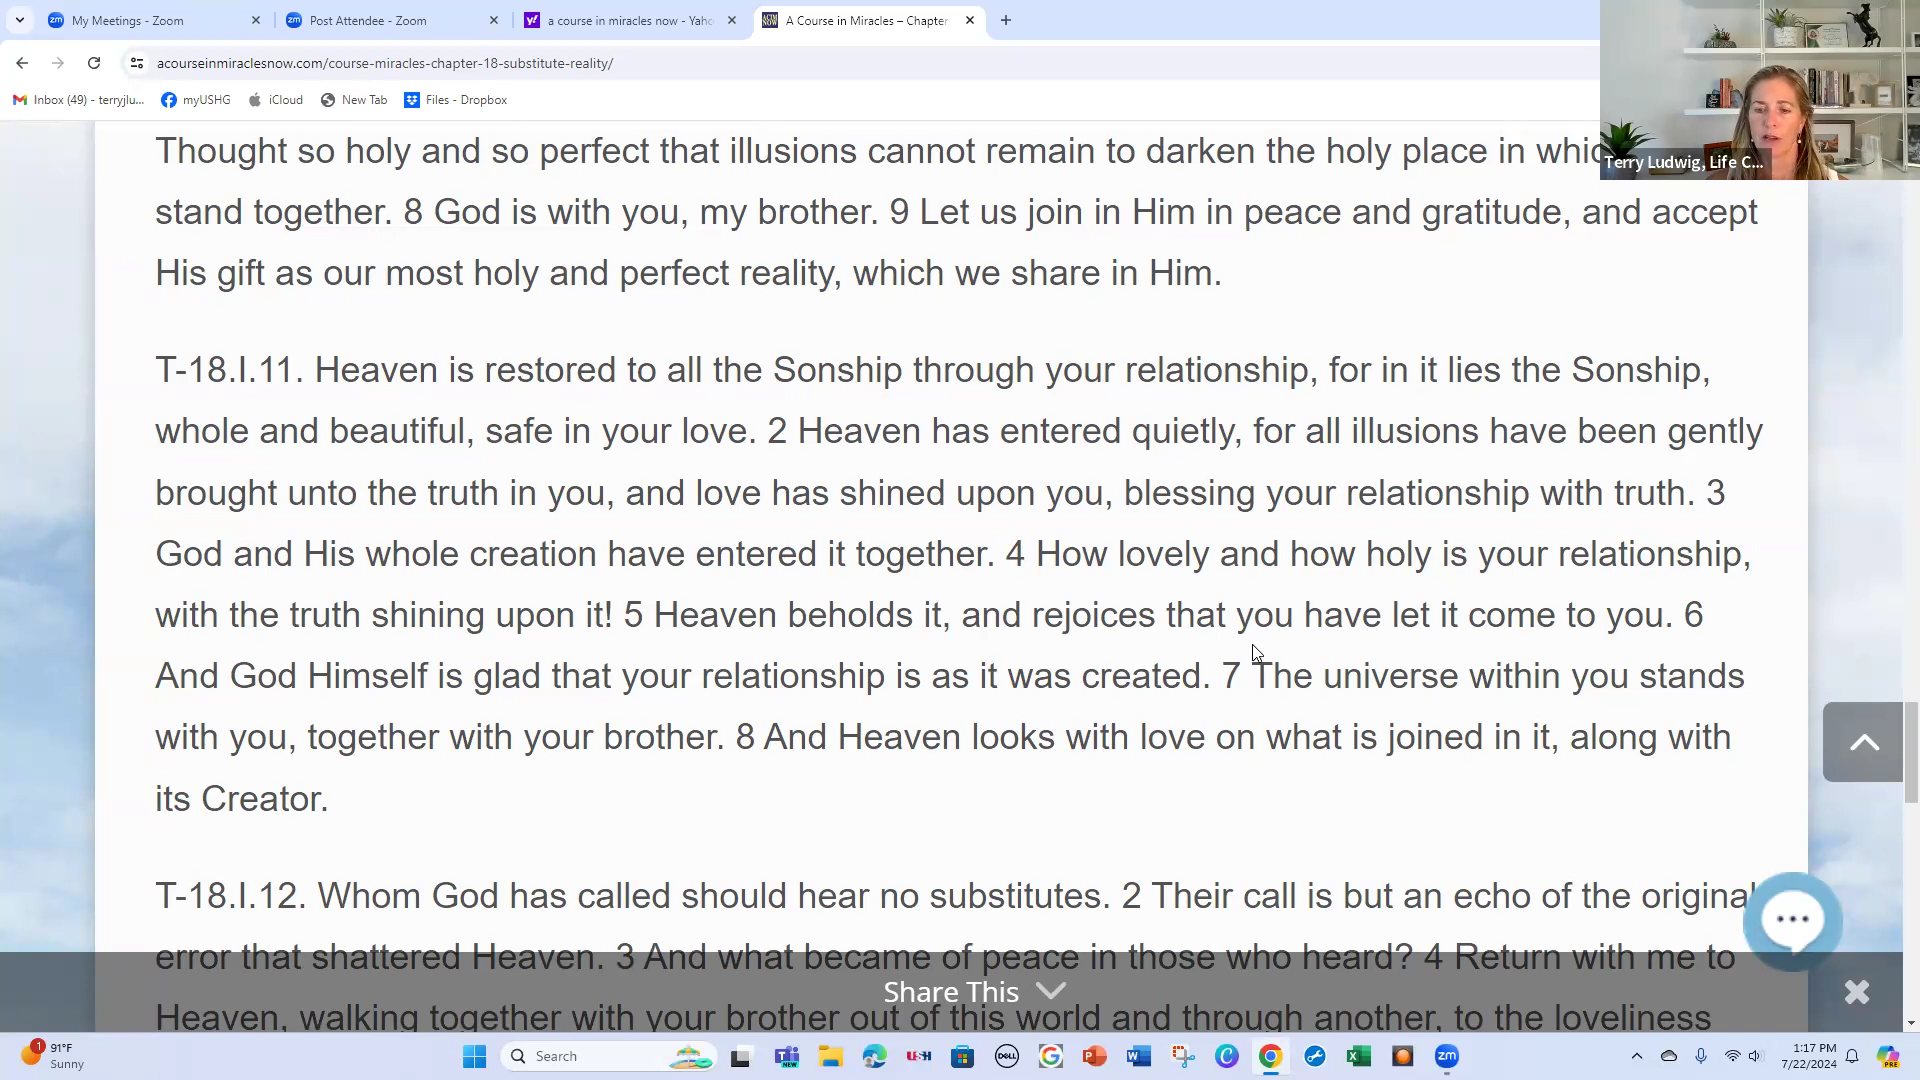 My Meetings - Zoom
Post Attendee - Zoom
a course in miracles now - Yaho
A Course in Miracles – Chapter
acourseinmiraclesnow.com/course-miracles-chapter-18-substitute-reality/
Inbox (49) - terryjlu...
myUSHG
iCloud
New Tab
Files - Dropbox
Terry Ludwig, Life C...
Thought so holy and so perfect that illusions cannot remain to darken the holy place in whic
stand together. 8 God is with you, my brother. 9 Let us join in Him in peace and gratitude, and accept
His gift as our most holy and perfect reality, which we share in Him.
T-18.I.11. Heaven is restored to all the Sonship through your relationship, for in it lies the Sonship,
whole and beautiful, safe in your love. 2 Heaven has entered quietly, for all illusions have been gently
brought unto the truth in you, and love has shined upon you, blessing your relationship with truth. 3
God and His whole creation have entered it together. 4 How lovely and how holy is your relationship,
with the truth shining upon it! 5 Heaven beholds it, and rejoices that you have let it come to you. 6
And God Himself is glad that your relationship is as it was created. 7 The universe within you stands
with you, together with your brother. 8 And Heaven looks with love on what is joined in it, along with
its Creator.
T-18.I.12. Whom God has called should hear no substitutes. 2 Their call is but an echo of the original
error that shattered Heaven. 3 And what became of peace in those who heard? 4 Return with me to
Share This
Heaven, walking together with your brother out of this world and through another, to the loveliness
91°F
Sunny
Search
1:17 PM
7/22/2024